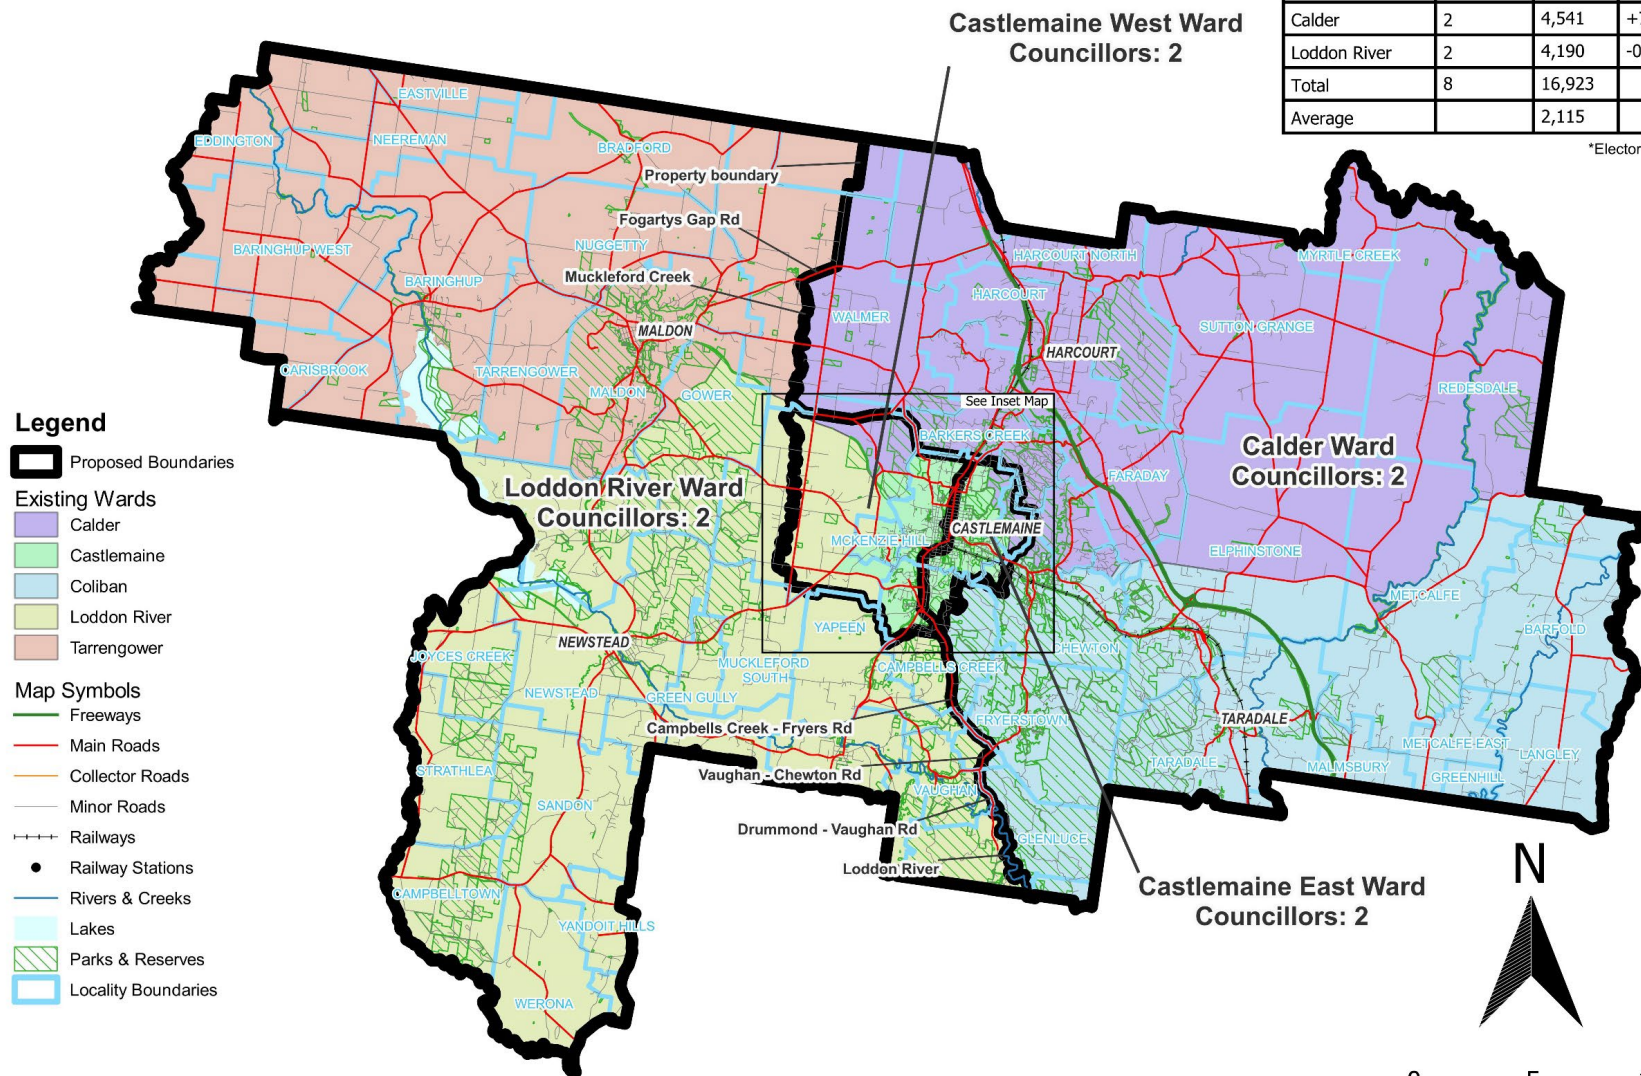 Castlemaine West Ward
Councillors: 2
Calder 2 4,541
Loddon River 2 4,190 -0
Total 8 16,923
Average 2,115
*Elector
EASTVILLE
EDDINGTON
NEEREMAN
BRADFORD
Property boundary
Fogartys Gap Rd
BARINGHUP WEST
NUGGETTY
HARCOURT NORTH
MYRTLE CREEK
Muckleford Creek
BARINGHUP
HARCOURT
WALMER
MALDON
SUTTON GRANGE
HARCOURT
CARISBROOK
TARRENGOWER
MALDON
GOWER
REDESDALE
See Inset Map
BARKERS CREEK
Calder Ward
Councillors: 2
FARADAY
Loddon River Ward
Councillors: 2
CASTLEMAINE
MCKENZIE HILL
ELPHINSTONE
METCALFE
YAPEEN
BARFOLD
NEWSTEAD
CHEWTON
JOYCES CREEK
MUCKLEFORD
SOUTH
CAMPBELLS CREEK
NEWSTEAD
GREEN GULLY
FRYERSTOWN
TARADALE
Campbells Creek - Fryers Rd
METCALFE EAST
LANGLEY
STRATHLEA
Vaughan - Chewton Rd
TARADALE
MALMSBURY
GREENHILL
VAUGHAN
SANDON
Drummond - Vaughan Rd
GLENLUCE
Loddon River
CAMPBELLTOWN
Castlemaine East Ward
Councillors: 2
YANDOIT HILLS
WERONA
N
Legend
Proposed Boundaries
Existing Wards
Calder
Castlemaine
Coliban
Loddon River
Tarrengower
Map Symbols
Freeways
Main Roads
Collector Roads
Minor Roads
Railways
Railway Stations
Rivers & Creeks
Lakes
Parks & Reserves
Locality Boundaries